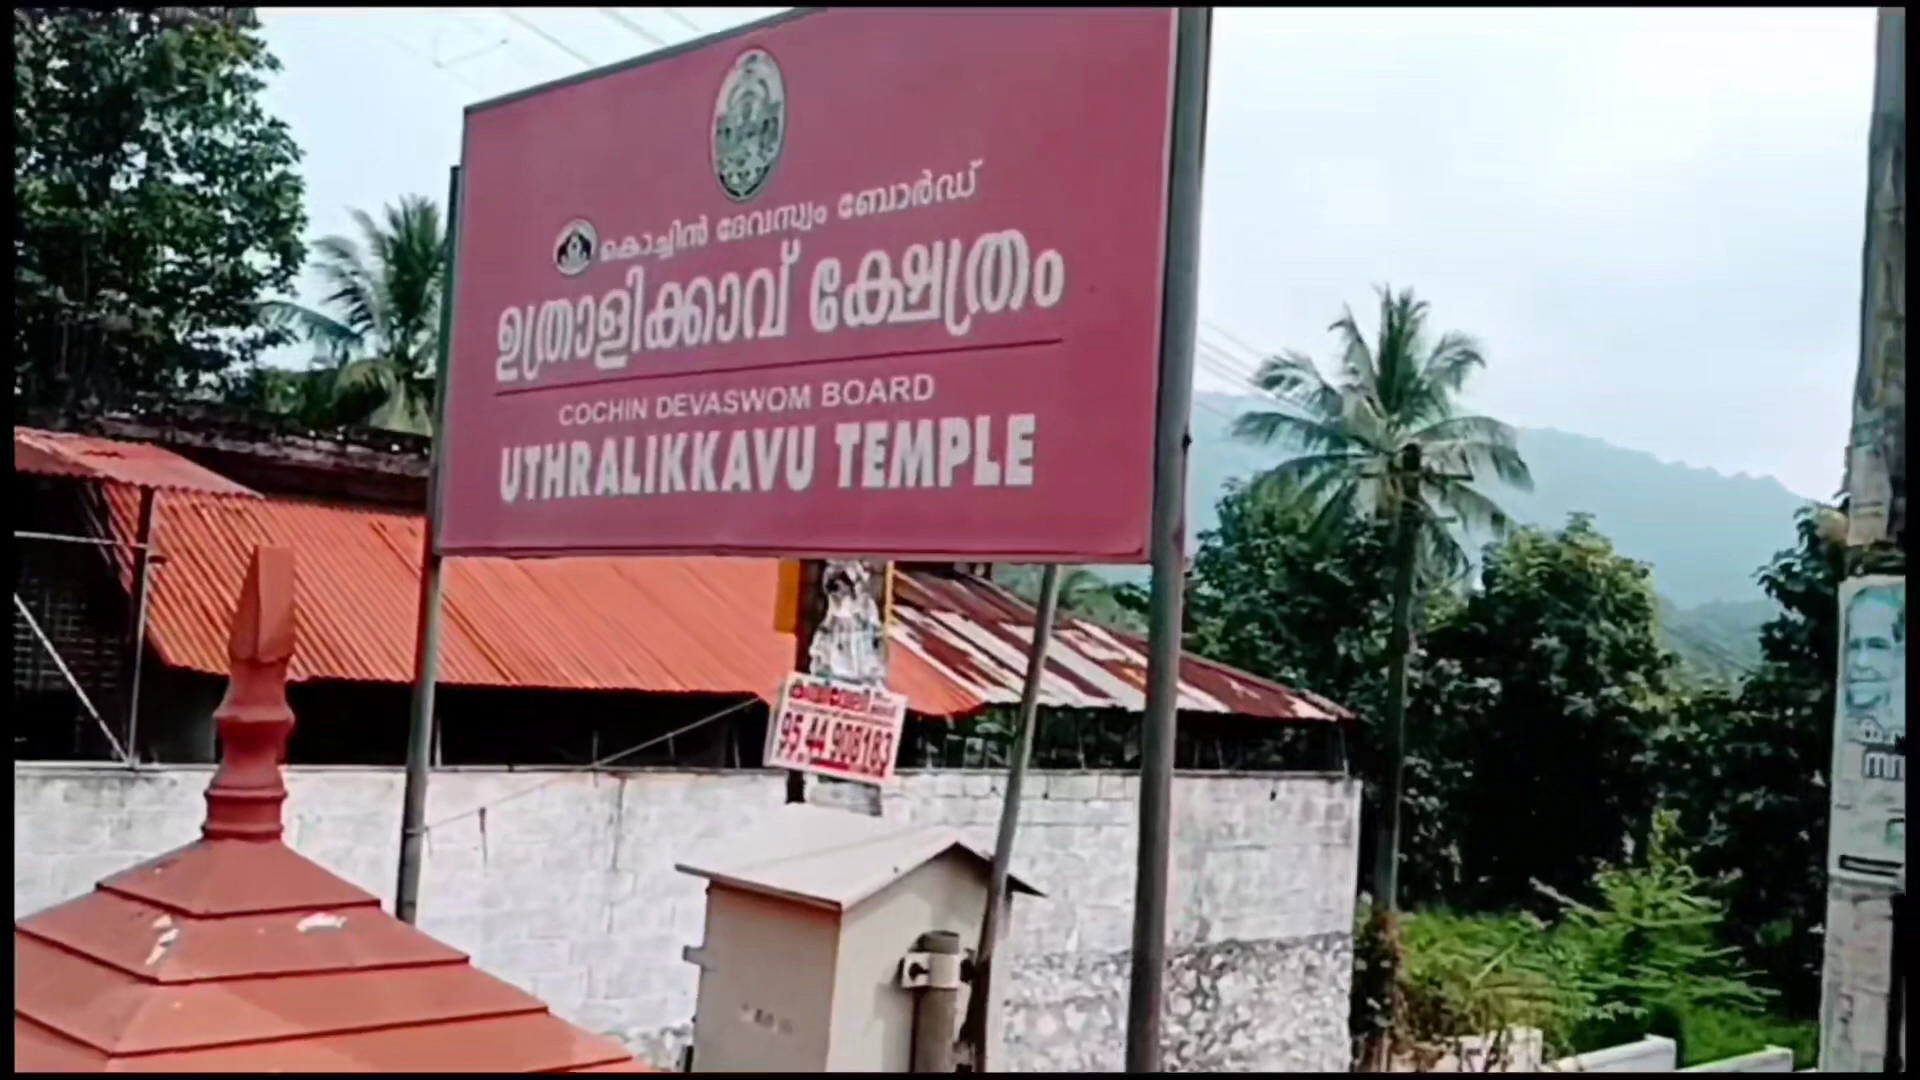 കൊച്ചിൻ ദേവസ്വം ബോർഡ്
ഉത്രാളിക്കാവ് ക്ഷേത്രം
COCHIN DEVASWOM BOARD
UTHRALIKKAVU TEMPLE
95 44 908183